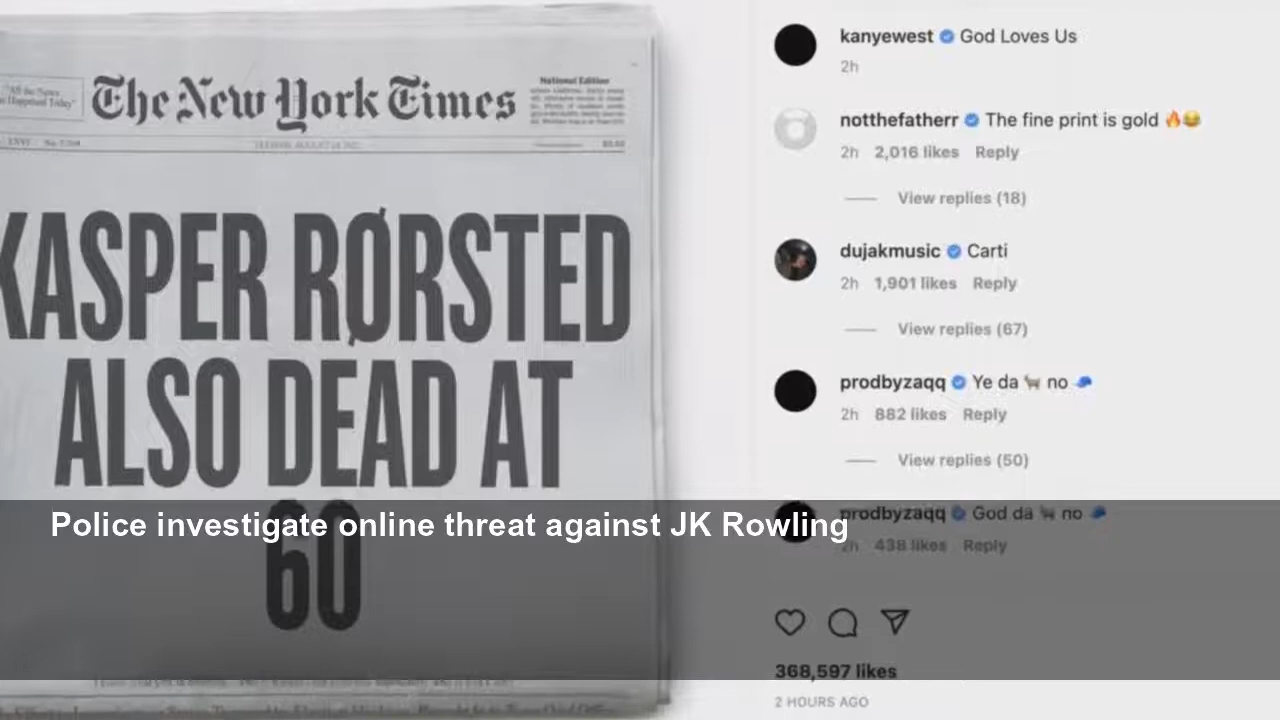 The New York Times
National Edition
KASPER RØRSTED
ALSO DEAD AT
60
kanyewest God Loves Us
2h
notthefatherr The fine print is gold 🔥😂
2h 2,016 likes Reply
View replies (18)
dujakmusic Carti
2h 1,901 likes Reply
View replies (67)
prodbyzaqq Ye da 🐐 no 🧢
2h 882 likes Reply
View replies (50)
prodbyzaqq God da 🐐 no 🧢
2h 438 likes Reply
Police investigate online threat against JK Rowling
368,597 likes
2 HOURS AGO